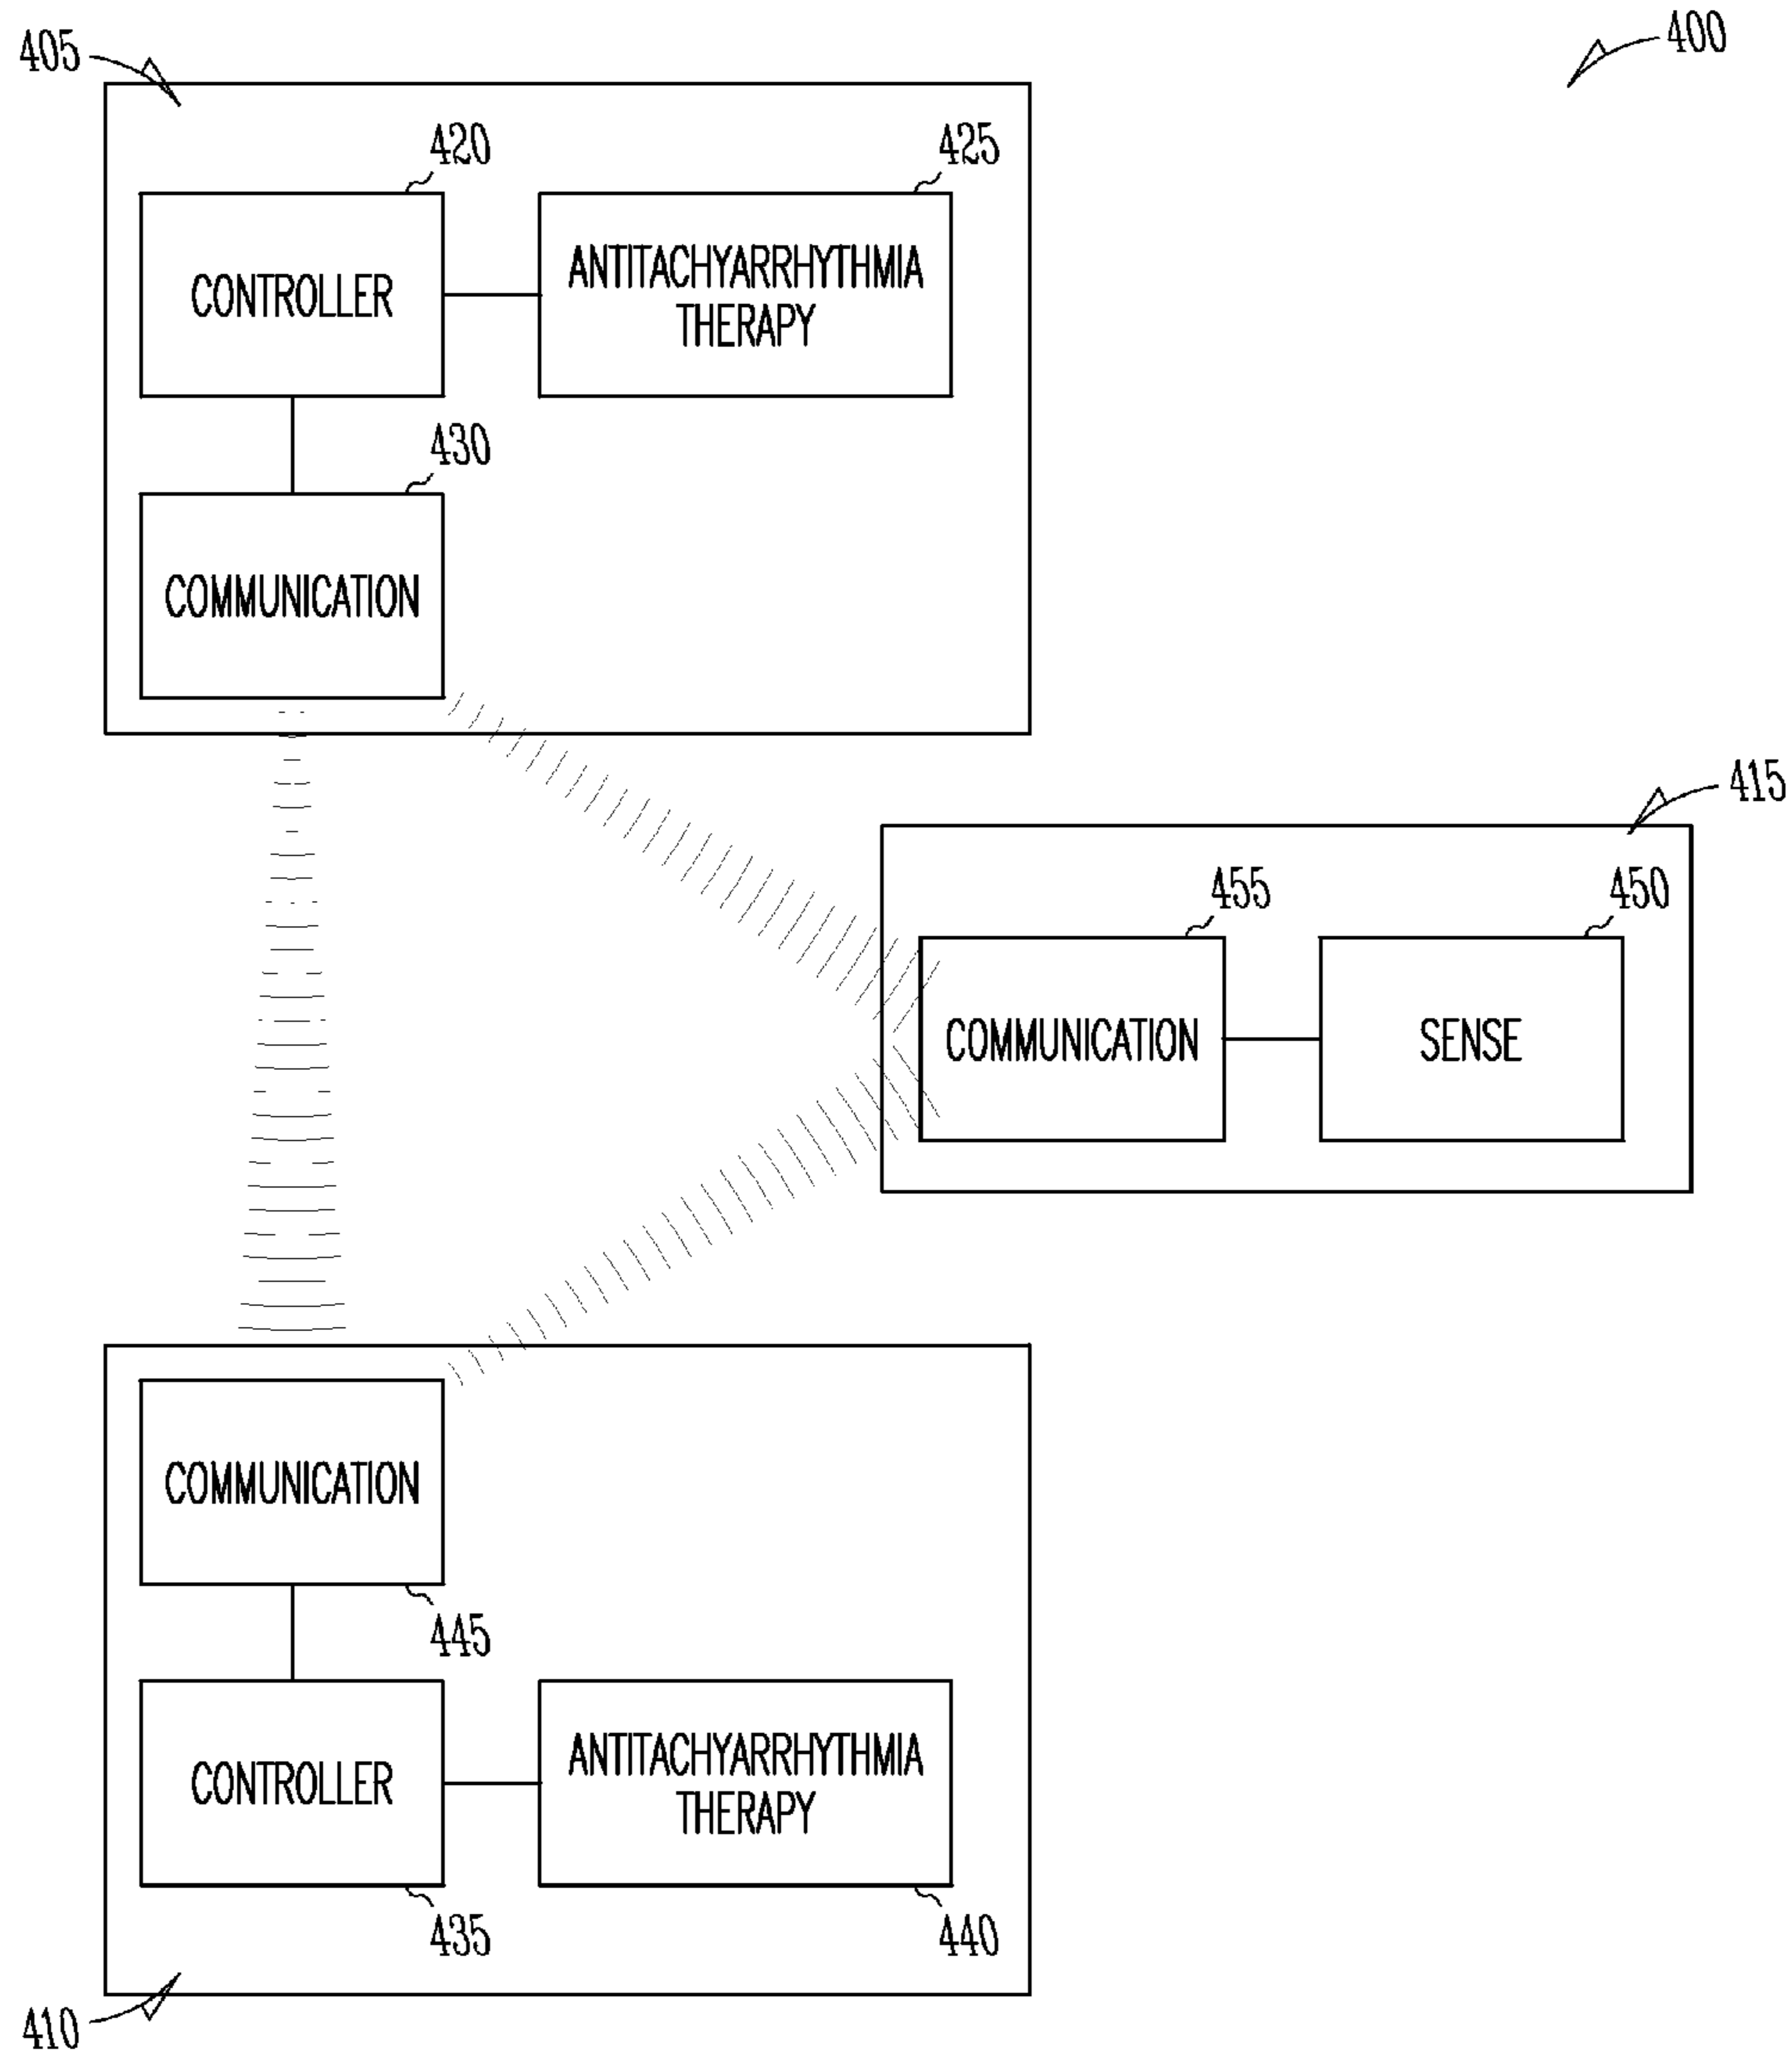 405
400
420
425
CONTROLLER
ANTITACHYARRHYTHMIA
THERAPY
430
COMMUNICATION
415
455
450
COMMUNICATION
SENSE
COMMUNICATION
445
CONTROLLER
ANTITACHYARRHYTHMIA
THERAPY
435
440
410